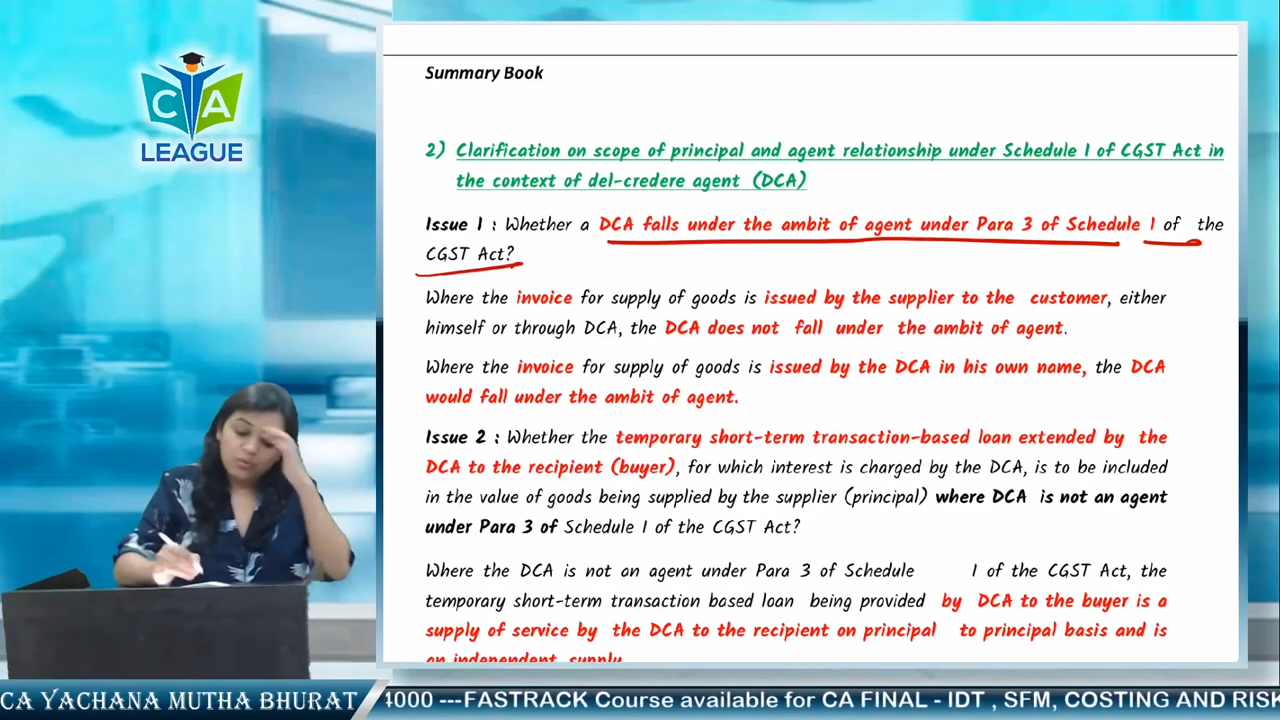 CTA
LEAGUE
Summary Book
2) Clarification on scope of principal and agent relationship under Schedule 1 of CGST Act in
the context of del-credere agent (DCA)
Issue 1 : Whether a DCA falls under the ambit of agent under Para 3 of Schedule 1 of the
CGST Act?
Where the invoice for supply of goods is issued by the supplier to the customer, either
himself or through DCA, the DCA does not fall under the ambit of agent.
Where the invoice for supply of goods is issued by the DCA in his own name, the DCA
would fall under the ambit of agent.
Issue 2 : Whether the temporary short-term transaction-based loan extended by the
DCA to the recipient (buyer), for which interest is charged by the DCA, is to be included
in the value of goods being supplied by the supplier (principal) where DCA is not an agent
under Para 3 of Schedule 1 of the CGST Act?
Where the DCA is not an agent under Para 3 of Schedule 1 of the CGST Act, the
temporary short-term transaction based loan being provided by DCA to the buyer is a
supply of service by the DCA to the recipient on principal to principal basis and is
an independent supply
CA YACHANA MUTHA BHURAT
4000 ---FASTRACK Course available for CA FINAL - IDT , SFM, COSTING AND RISK